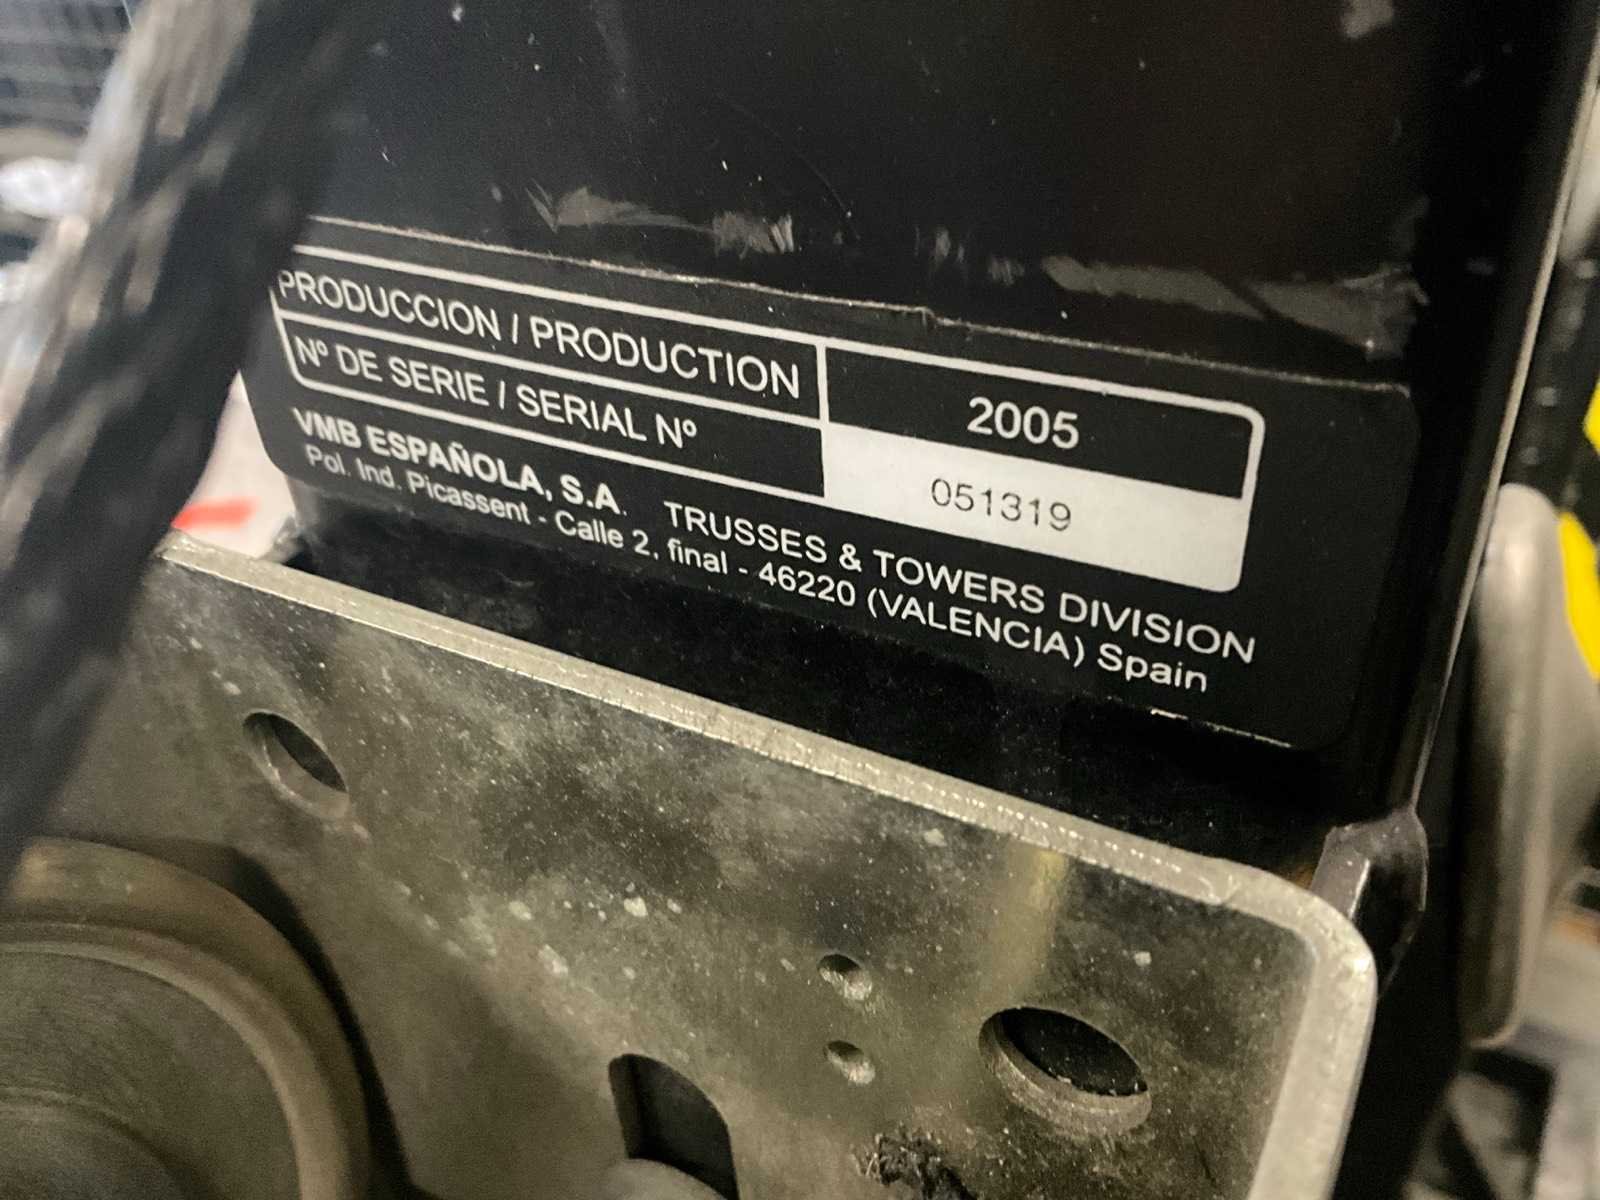 PRODUCCION / PRODUCTION 2005
Nº DE SERIE / SERIAL Nº 051319
VMB ESPAÑOLA, S.A. TRUSSES & TOWERS DIVISION
Pol. Ind. Picassent - Calle 2, final - 46220 (VALENCIA) Spain